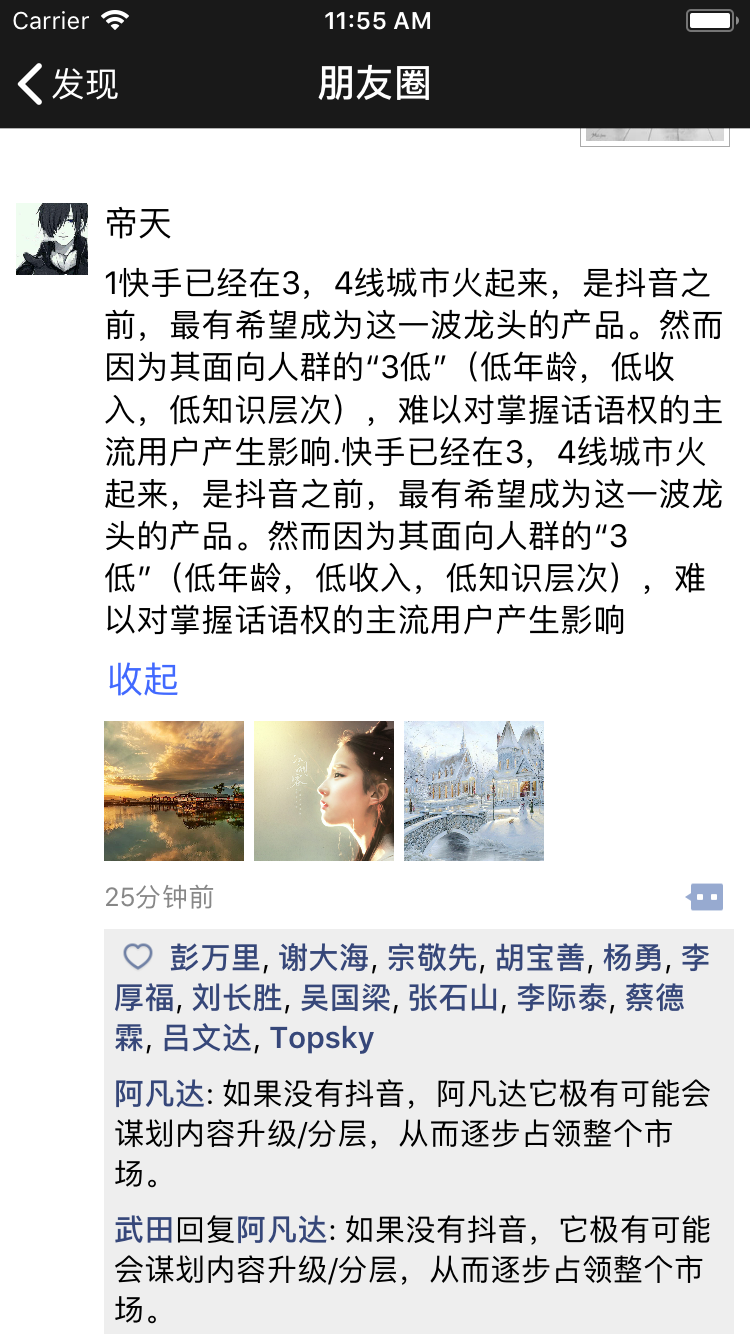 Carrier 11:55 AM
发现 朋友圈
帝天
1快手已经在3，4线城市火起来，是抖音之
前，最有希望成为这一波龙头的产品。然而
因为其面向人群的“3低”（低年龄，低收
入，低知识层次），难以对掌握话语权的主
流用户产生影响.快手已经在3，4线城市火
起来，是抖音之前，最有希望成为这一波龙
头的产品。然而因为其面向人群的“3
低”（低年龄，低收入，低知识层次），难
以对掌握话语权的主流用户产生影响
收起
25分钟前
彭万里, 谢大海, 宗敬先, 胡宝善, 杨勇, 李
厚福, 刘长胜, 吴国梁, 张石山, 李际泰, 蔡德
霖, 吕文达, Topsky
阿凡达: 如果没有抖音，阿凡达它极有可能会
谋划内容升级/分层，从而逐步占领整个市
场。
武田回复阿凡达: 如果没有抖音，它极有可能
会谋划内容升级/分层，从而逐步占领整个市
场。